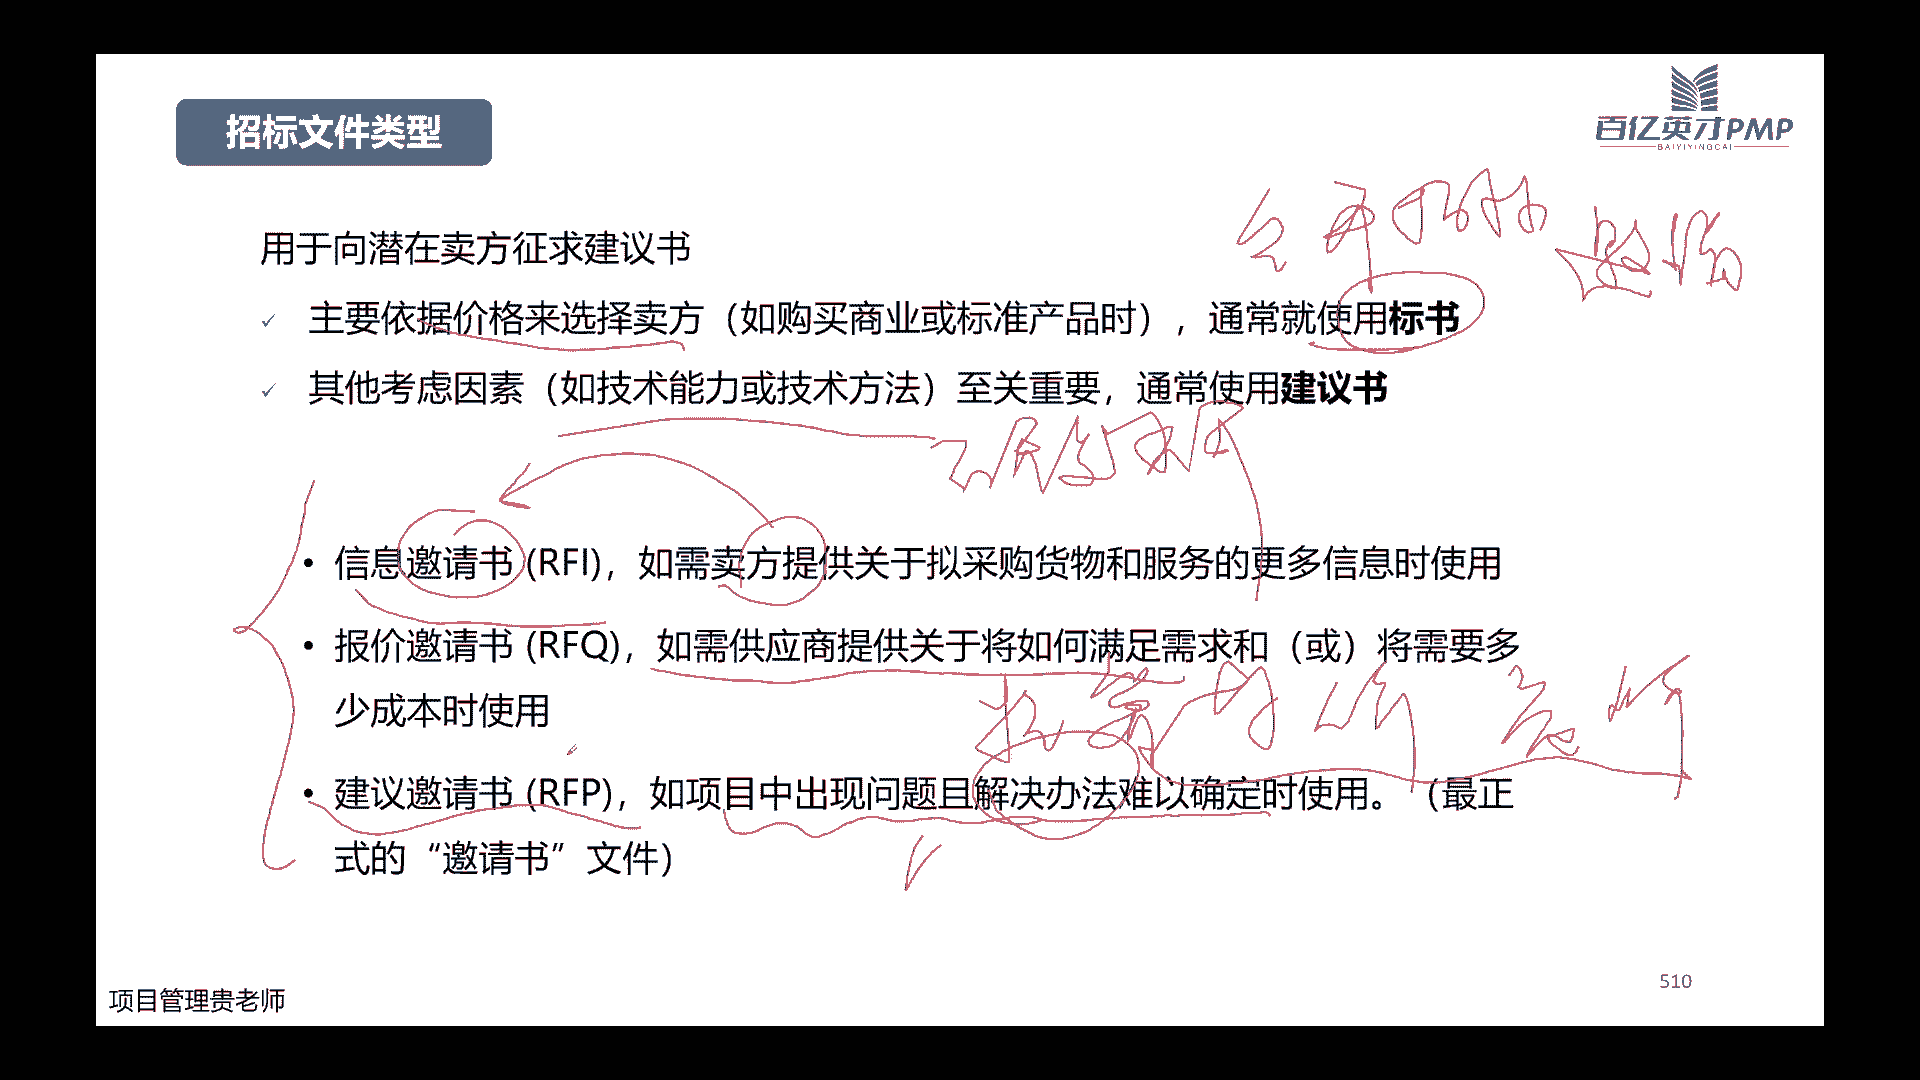 招标文件类型
百亿英才PMP
BAIYIYINGCAI
公开招标 邀请
用于向潜在卖方征求建议书
✓ 主要依据价格来选择卖方（如购买商业或标准产品时），通常就使用标书
✓ 其他考虑因素（如技术能力或技术方法）至关重要，通常使用建议书
• 信息邀请书 (RFI)，如需卖方提供关于拟采购货物和服务的更多信息时使用
• 报价邀请书 (RFQ)，如需供应商提供关于将如何满足需求和（或）将需要多
少成本时使用
• 建议邀请书 (RFP)，如项目中出现问题且解决办法难以确定时使用。（最正
式的“邀请书”文件）
项目管理贵老师
510